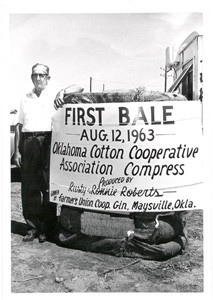 FIRST BALE
AUG. 12, 1963
Oklahoma Cotton Cooperative
Association Compress
PRODUCED BY
Rusty - Ronnie Roberts
Farmers Union Coop. Gin, Maysville, Okla.